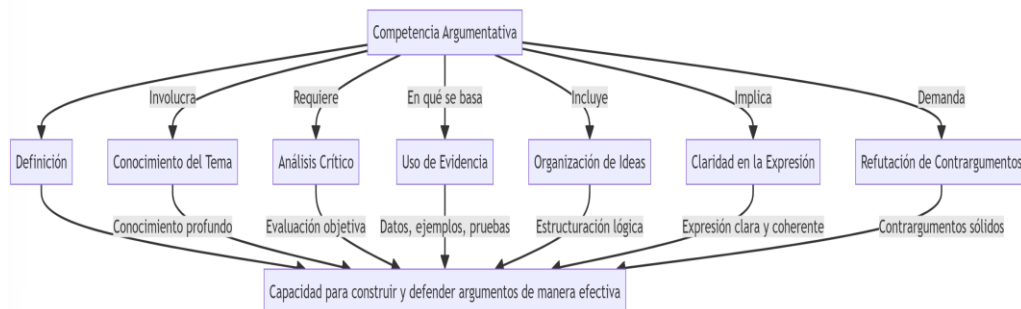 Competencia Argumentativa
Involucra
Requiere
En qué se basa
Incluye
Implica
Demanda
Definición
Conocimiento del Tema
Análisis Crítico
Uso de Evidencia
Organización de Ideas
Claridad en la Expresión
Refutación de Contrargumentos
Conocimiento profundo
Evaluación objetiva
Datos, ejemplos, pruebas
Estructuración lógica
Expresión clara y coherente
Contrargumentos sólidos
Capacidad para construir y defender argumentos de manera efectiva